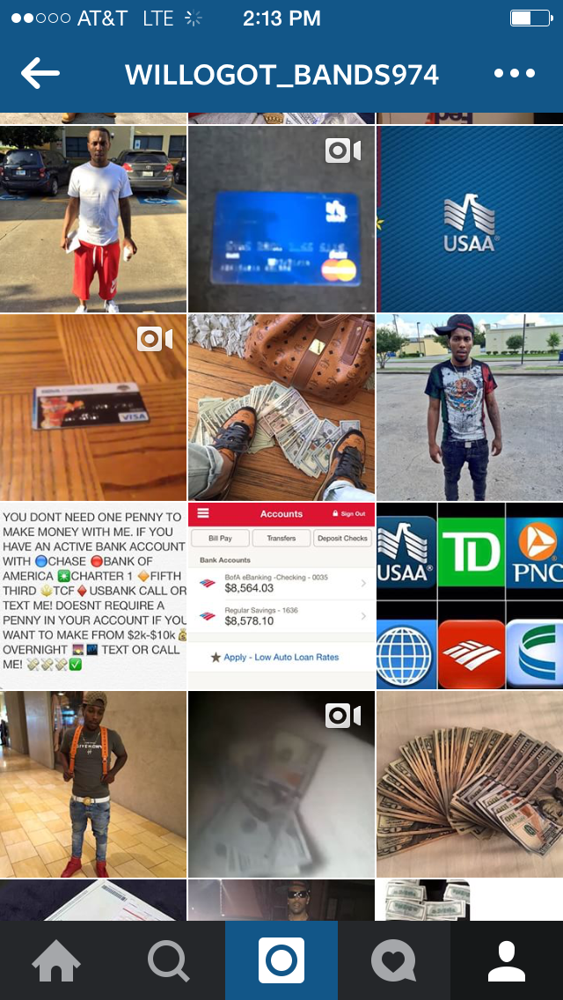 AT&T LTE 2:13 PM
WILLOGOT_BANDS974
USAA
USAA
VISA
YOU DONT NEED ONE PENNY TO
MAKE MONEY WITH ME. IF YOU
HAVE AN ACTIVE BANK ACCOUNT
WITH 🔵CHASE 🔴BANK OF
AMERICA ❇️CHARTER 1 🔶FIFTH
THIRD 🔱TCF♦️USBANK CALL OR
TEXT ME! DOESNT REQUIRE A
PENNY IN YOUR ACCOUNT IF YOU
WANT TO MAKE FROM $2k-$10k 💰
OVERNIGHT 🌅🌃 TEXT OR CALL
ME! 💸💸💸✅
Accounts
Sign Out
Bill Pay Transfers Deposit Checks
Bank Accounts
BofA eBanking -Checking - 0035
$8,564.03
Regular Savings - 1636
$8,578.10
★ Apply - Low Auto Loan Rates
USAA TD PNC
GIVENCHY